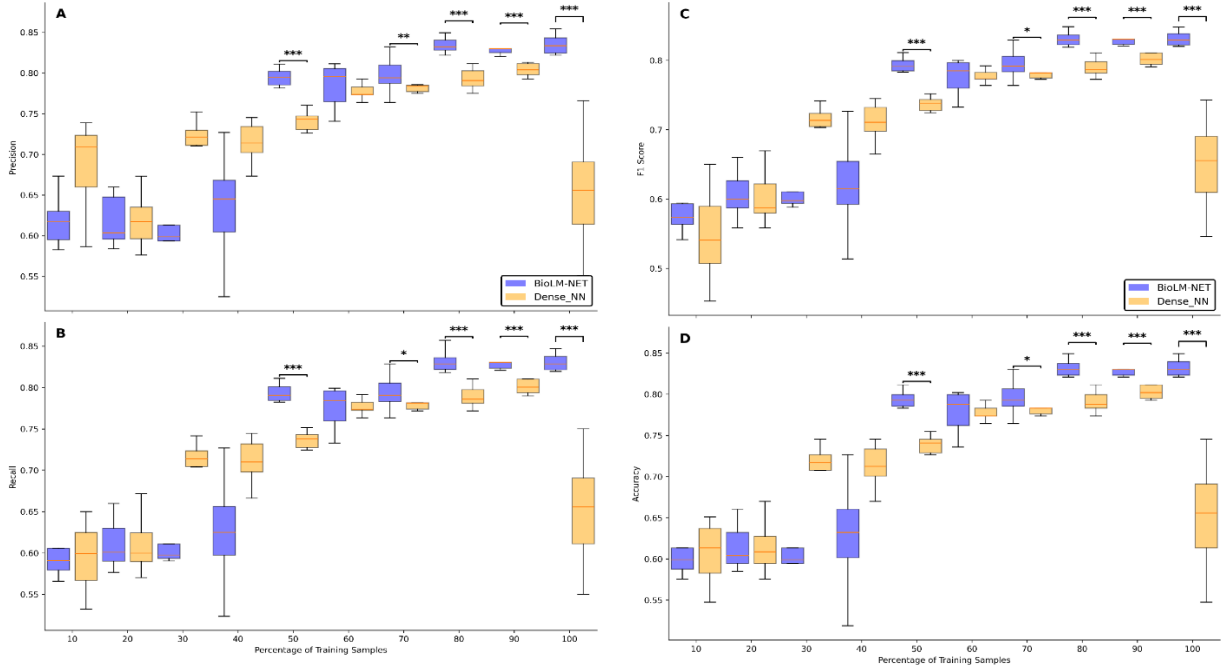 A
***
**
***
***
***
0.85
0.80
0.75
0.70
0.65
0.60
0.55
Precision
BioLM-NET
Dense_NN
B
***
*
***
***
***
0.85
0.80
0.75
0.70
0.65
0.60
0.55
Recall
10 20 30 40 50 60 70 80 90 100
Percentage of Training Samples
C
***
*
***
***
***
0.8
0.7
0.6
0.5
F1 Score
BioLM-NET
Dense_NN
D
***
*
***
***
***
0.85
0.80
0.75
0.70
0.65
0.60
0.55
Accuracy
10 20 30 40 50 60 70 80 90 100
Percentage of Training Samples